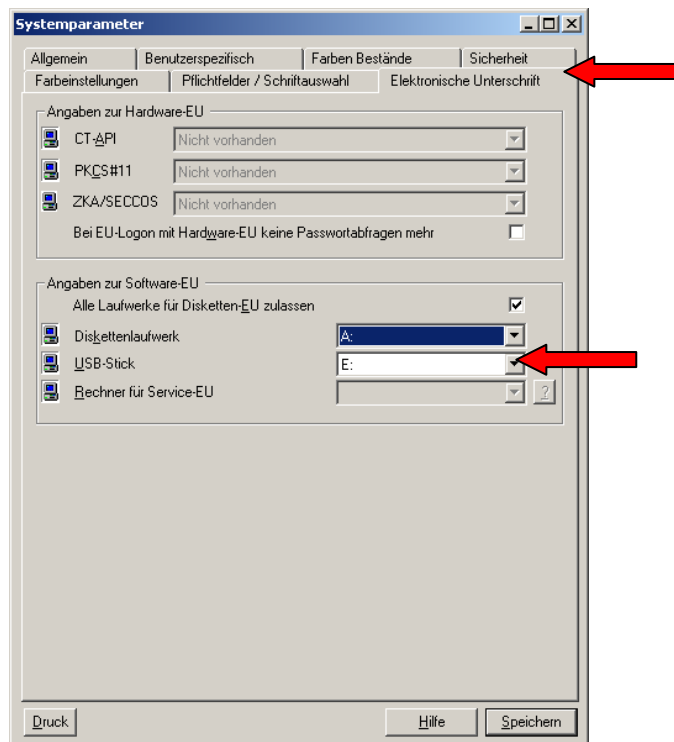 Systemparameter
Allgemein Benutzerspezifisch Farben Bestände Sicherheit
Farbeinstellungen Pflichtfelder / Schriftauswahl Elektronische Unterschrift
Angaben zur Hardware-EU
CT-API Nicht vorhanden
PKCS#11 Nicht vorhanden
ZKA/SECCOS Nicht vorhanden
Bei EU-Logon mit Hardware-EU keine Passwortabfragen mehr
Angaben zur Software-EU
Alle Laufwerke für Disketten-EU zulassen
Diskettenlaufwerk A:
USB-Stick E:
Rechner für Service-EU ?
Druck Hilfe Speichern